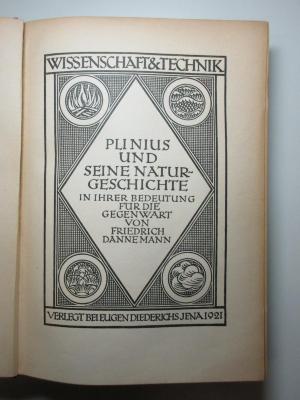 WISSENSCHAFT&TECHNIK
PLINIUS
UND
SEINE NATUR-
GESCHICHTE
IN IHRER BEDEUTUNG
FÜR DIE
GEGENWART
VON
FRIEDRICH
DANNEMANN
VERLEGT BEI EUGEN DIEDERICHS JENA 1921